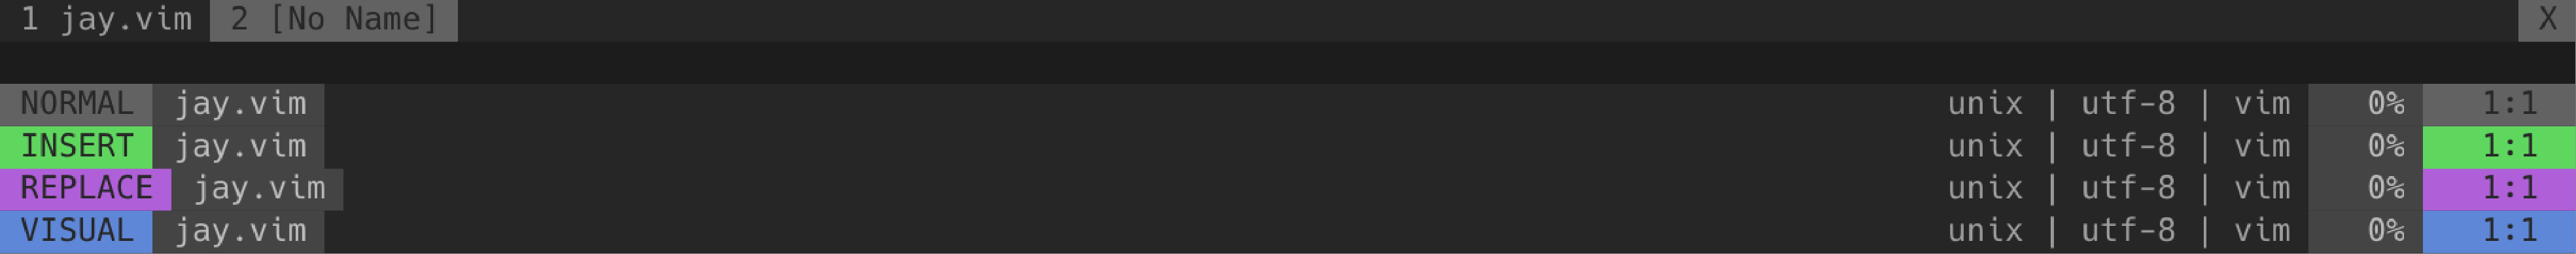 1 jay.vim 2 [No Name] X
NORMAL jay.vim unix | utf-8 | vim 0% 1:1
INSERT jay.vim unix | utf-8 | vim 0% 1:1
REPLACE jay.vim unix | utf-8 | vim 0% 1:1
VISUAL jay.vim unix | utf-8 | vim 0% 1:1